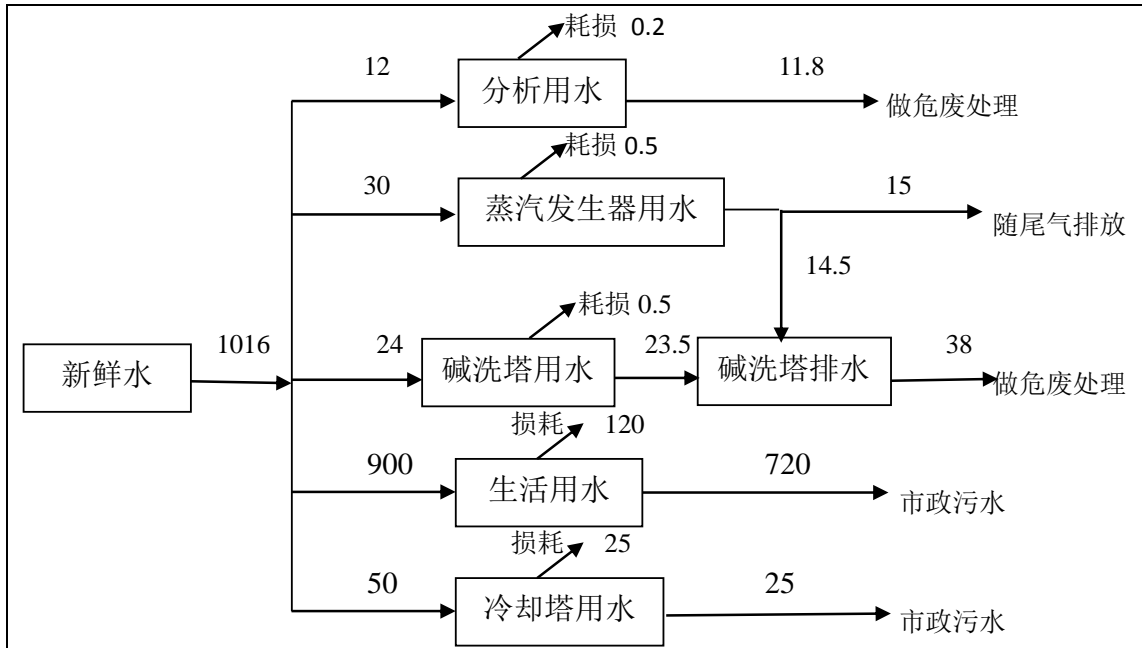 耗损 0.2
12
分析用水
11.8
做危废处理
耗损 0.5
30
蒸汽发生器用水
15
随尾气排放
14.5
耗损 0.5
新鲜水
1016
24
碱洗塔用水
23.5
碱洗塔排水
38
做危废处理
损耗 120
900
生活用水
720
市政污水
损耗 25
50
冷却塔用水
25
市政污水